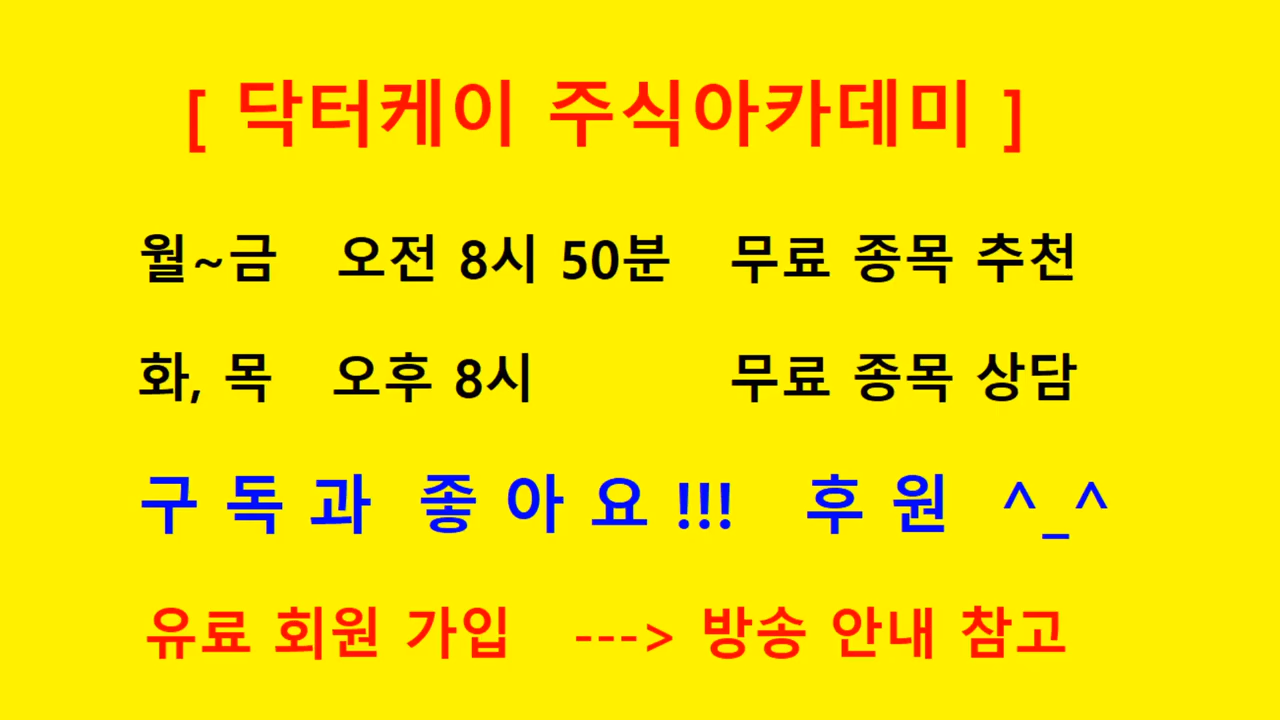 [ 닥터케이 주식아카데미 ]
월~금 오전 8시 50분 무료 종목 추천
화, 목 오후 8시 무료 종목 상담
구 독 과 좋 아 요 !!! 후 원 ^_^
유료 회원 가입 ---> 방송 안내 참고